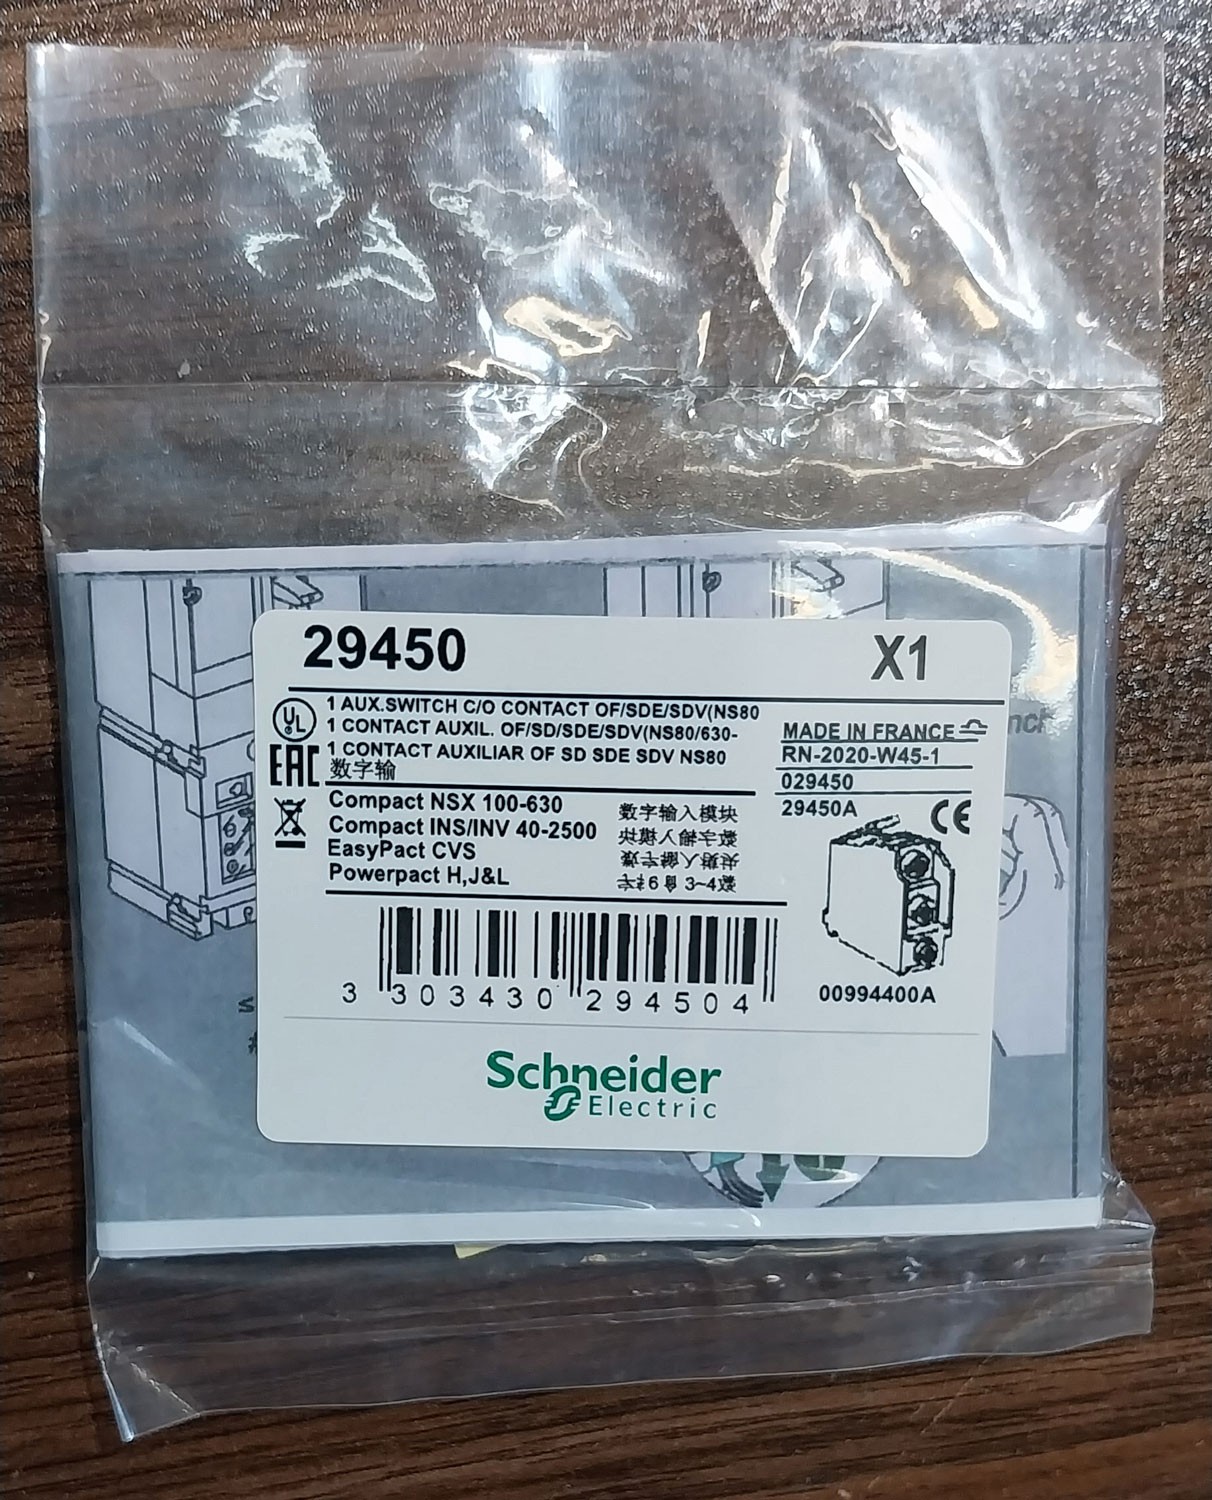 29450
X1
1 AUX.SWITCH C/O CONTACT OF/SDE/SDV(NS80
1 CONTACT AUXIL. OF/SD/SDE/SDV(NS80/630-
1 CONTACT AUXILIAR OF SD SDE SDV NS80
数字输
UL
EAC
MADE IN FRANCE
RN-2020-W45-1
029450
29450A
CE
Compact NSX 100-630
Compact INS/INV 40-2500
EasyPact CVS
Powerpact H,J&L
数字输入模块
3 303430 294504
00994400A
Schneider
Electric